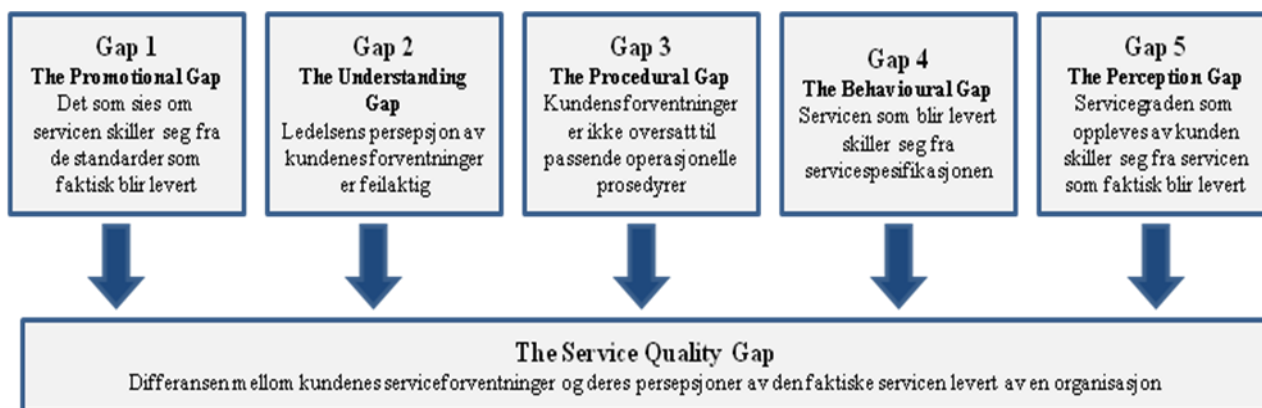 Gap 1
The Promotional Gap
Det som sies om
servicen skiller seg fra
de standarder som
faktisk blir levert
Gap 2
The Understanding
Gap
Ledelsens persepsjon av
kundenes forventninger
er feilaktig
Gap 3
The Procedural Gap
Kundens forventninger
er ikke oversatt til
passende operasjonelle
prosedyrer
Gap 4
The Behavioural Gap
Servicen som blir levert
skiller seg fra
servicespesifikasjonen
Gap 5
The Perception Gap
Servicegraden som
oppleves av kunden
skiller seg fra servicen
som faktisk blir levert
The Service Quality Gap
Differansen mellom kundenes serviceforventninger og deres persepsjoner av den faktiske servicen levert av en organisasjon